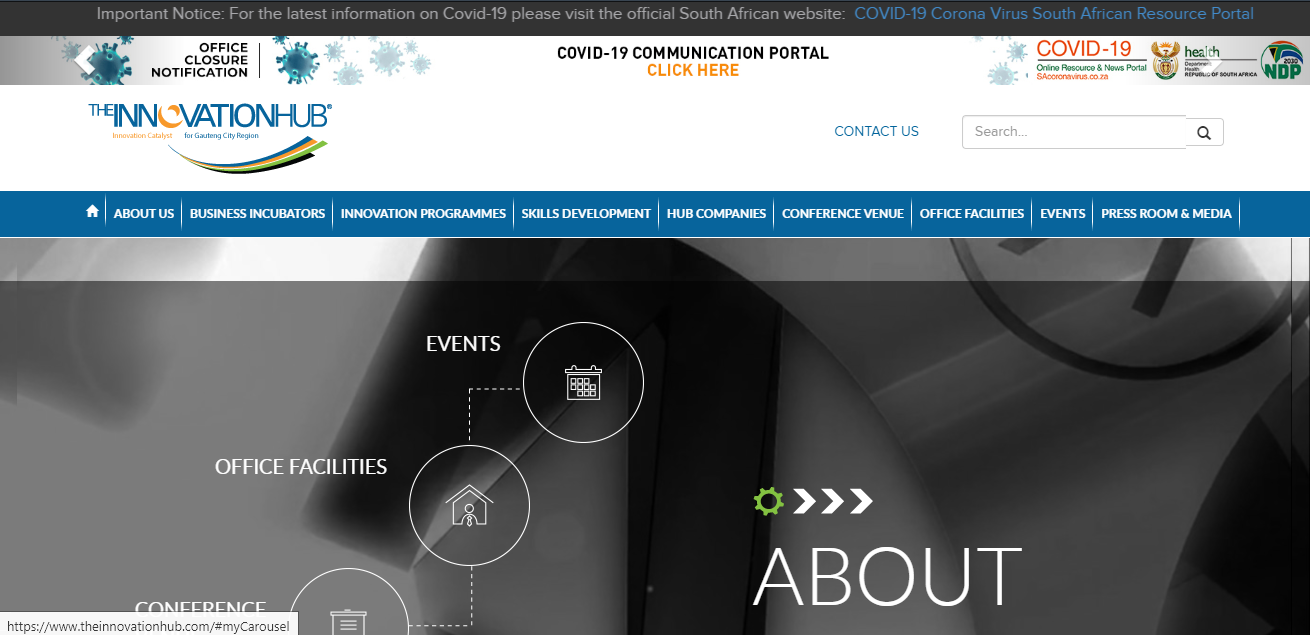 Important Notice: For the latest information on Covid-19 please visit the official South African website: COVID-19 Corona Virus South African Resource Portal
OFFICE
CLOSURE
NOTIFICATION
COVID-19 COMMUNICATION PORTAL
CLICK HERE
COVID-19
Online Resource & News Portal
SAcoronavirus.co.za
health
Department:
Health
REPUBLIC OF SOUTH AFRICA
2030
NDP
THE INNOVATION HUB®
Innovation Catalyst for Gauteng City Region
CONTACT US
Search...
ABOUT US
BUSINESS INCUBATORS
INNOVATION PROGRAMMES
SKILLS DEVELOPMENT
HUB COMPANIES
CONFERENCE VENUE
OFFICE FACILITIES
EVENTS
PRESS ROOM & MEDIA
EVENTS
OFFICE FACILITIES
ABOUT
CONFERENCE
https://www.theinnovationhub.com/#myCarousel